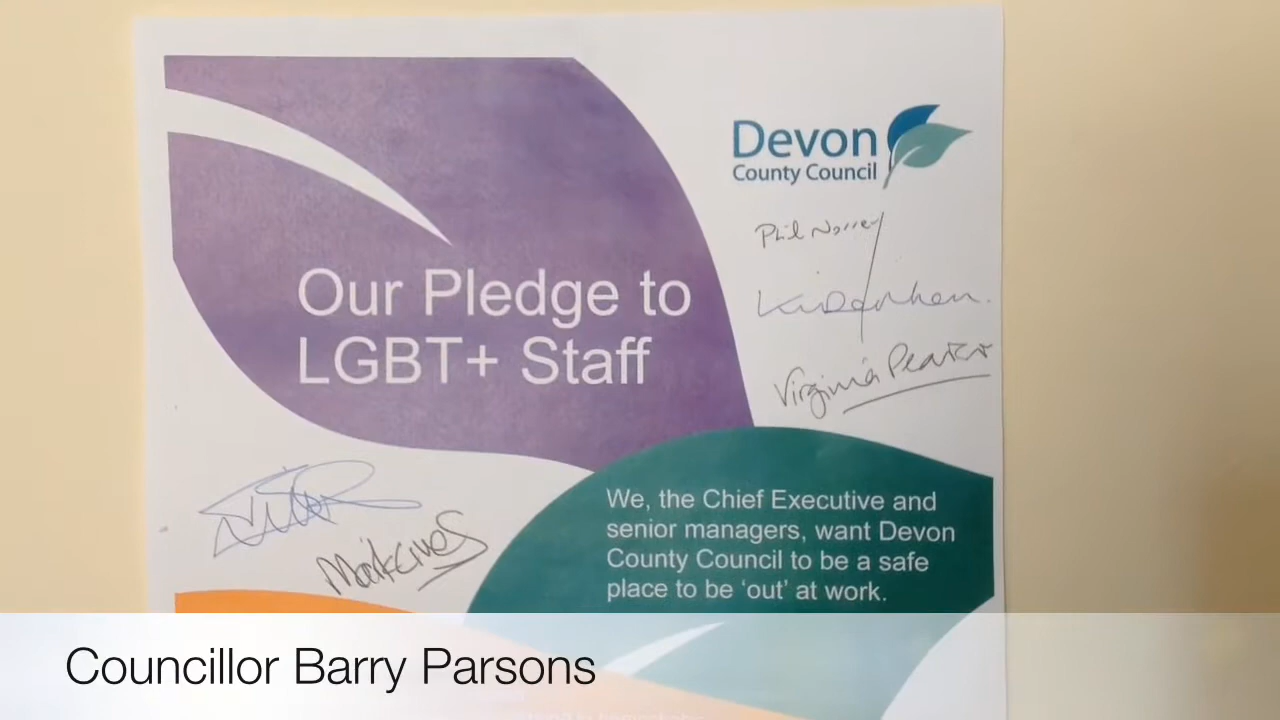 Devon
County Council
Phil Norrey
Virginia Pearson
Our Pledge to
LGBT+ Staff
We, the Chief Executive and
senior managers, want Devon
County Council to be a safe
place to be ‘out’ at work.
Councillor Barry Parsons